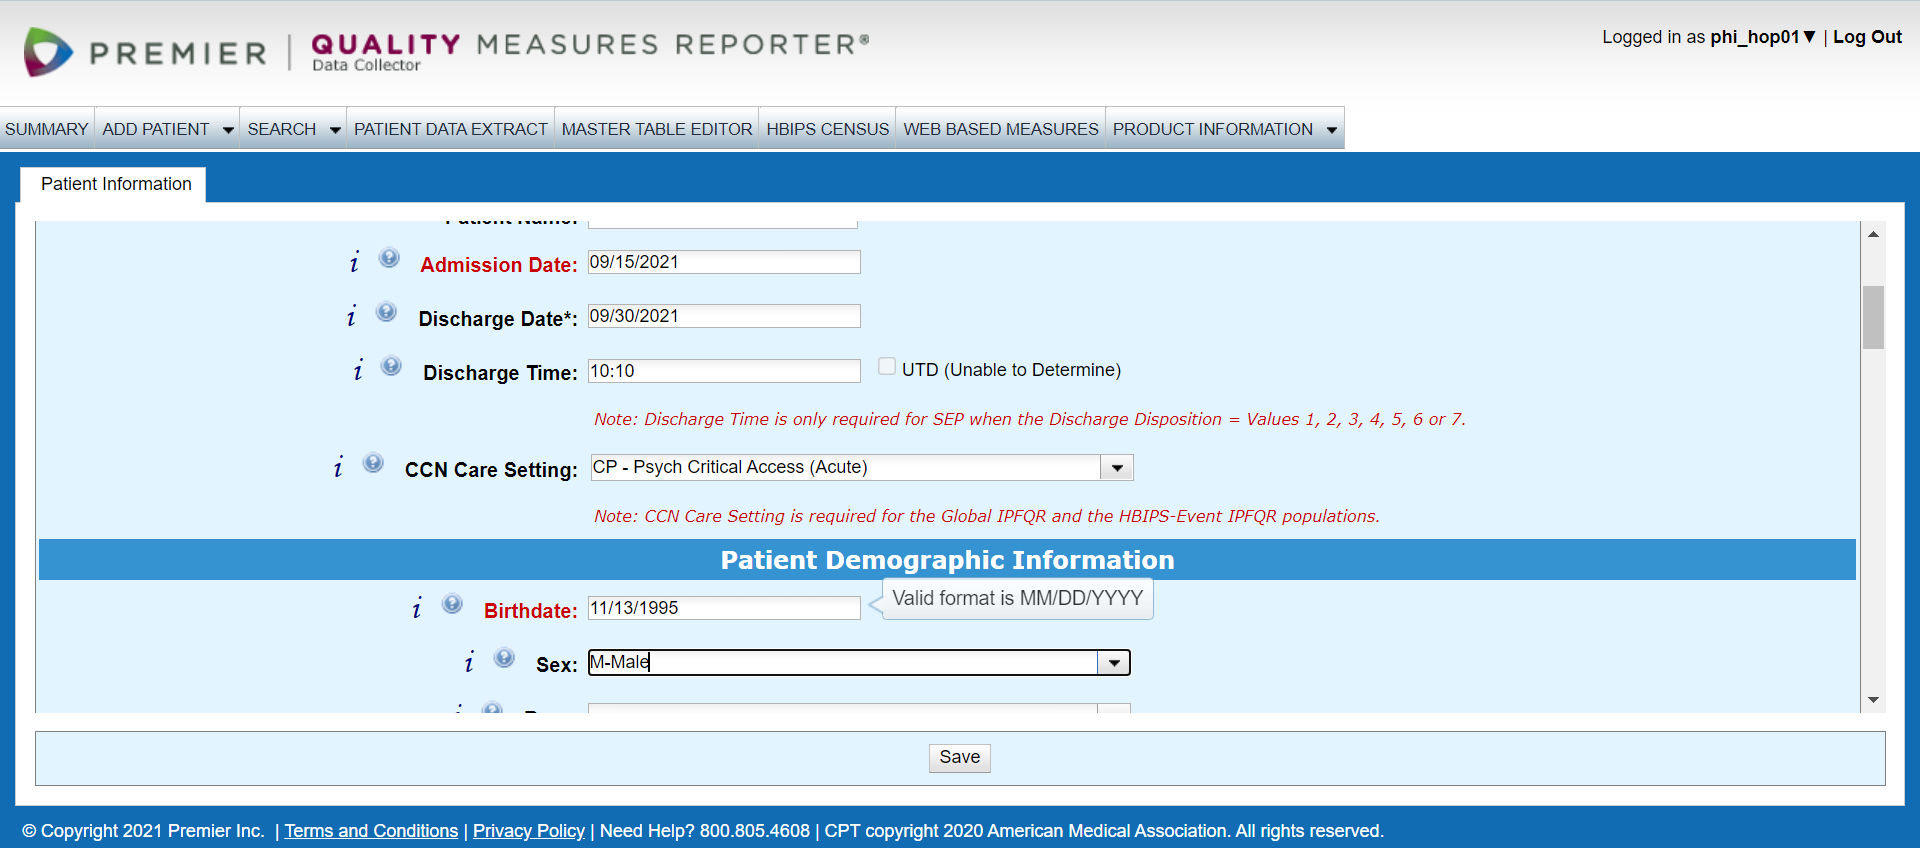 PREMIER | QUALITY MEASURES REPORTER®
Data Collector
Logged in as phi_hop01▼ | Log Out
SUMMARY ADD PATIENT SEARCH PATIENT DATA EXTRACT MASTER TABLE EDITOR HBIPS CENSUS WEB BASED MEASURES PRODUCT INFORMATION
Patient Information
Patient Name:
i ? Admission Date: 09/15/2021
i ? Discharge Date*: 09/30/2021
i ? Discharge Time: 10:10 UTD (Unable to Determine)
Note: Discharge Time is only required for SEP when the Discharge Disposition = Values 1, 2, 3, 4, 5, 6 or 7.
i ? CCN Care Setting: CP - Psych Critical Access (Acute)
Note: CCN Care Setting is required for the Global IPFQR and the HBIPS-Event IPFQR populations.
Patient Demographic Information
i ? Birthdate: 11/13/1995 Valid format is MM/DD/YYYY
i ? Sex: M-Male
Save
© Copyright 2021 Premier Inc. | Terms and Conditions | Privacy Policy | Need Help? 800.805.4608 | CPT copyright 2020 American Medical Association. All rights reserved.